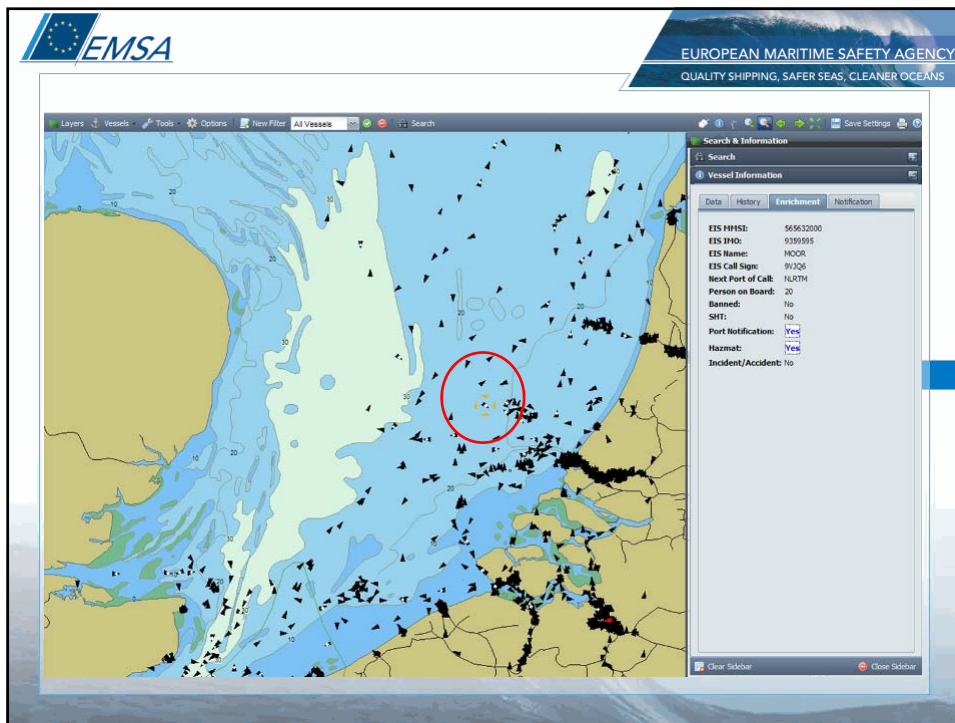 EMSA
EUROPEAN MARITIME SAFETY AGENCY
QUALITY SHIPPING, SAFER SEAS, CLEANER OCEANS
Layers Vessels Tools Options New Filter All Vessels Search Save Settings
Search & Information
Search
Vessel Information
Data History Enrichment Notification
EIS MMSI: 565632000
EIS IMO: 9359595
EIS Name: MOOR
EIS Call Sign: 9VJQ6
Next Port of Call: NLRTM
Person on Board: 20
Banned: No
SHT: No
Port Notification: Yes
Hazmat: Yes
Incident/Accident: No
Clear Sidebar Close Sidebar